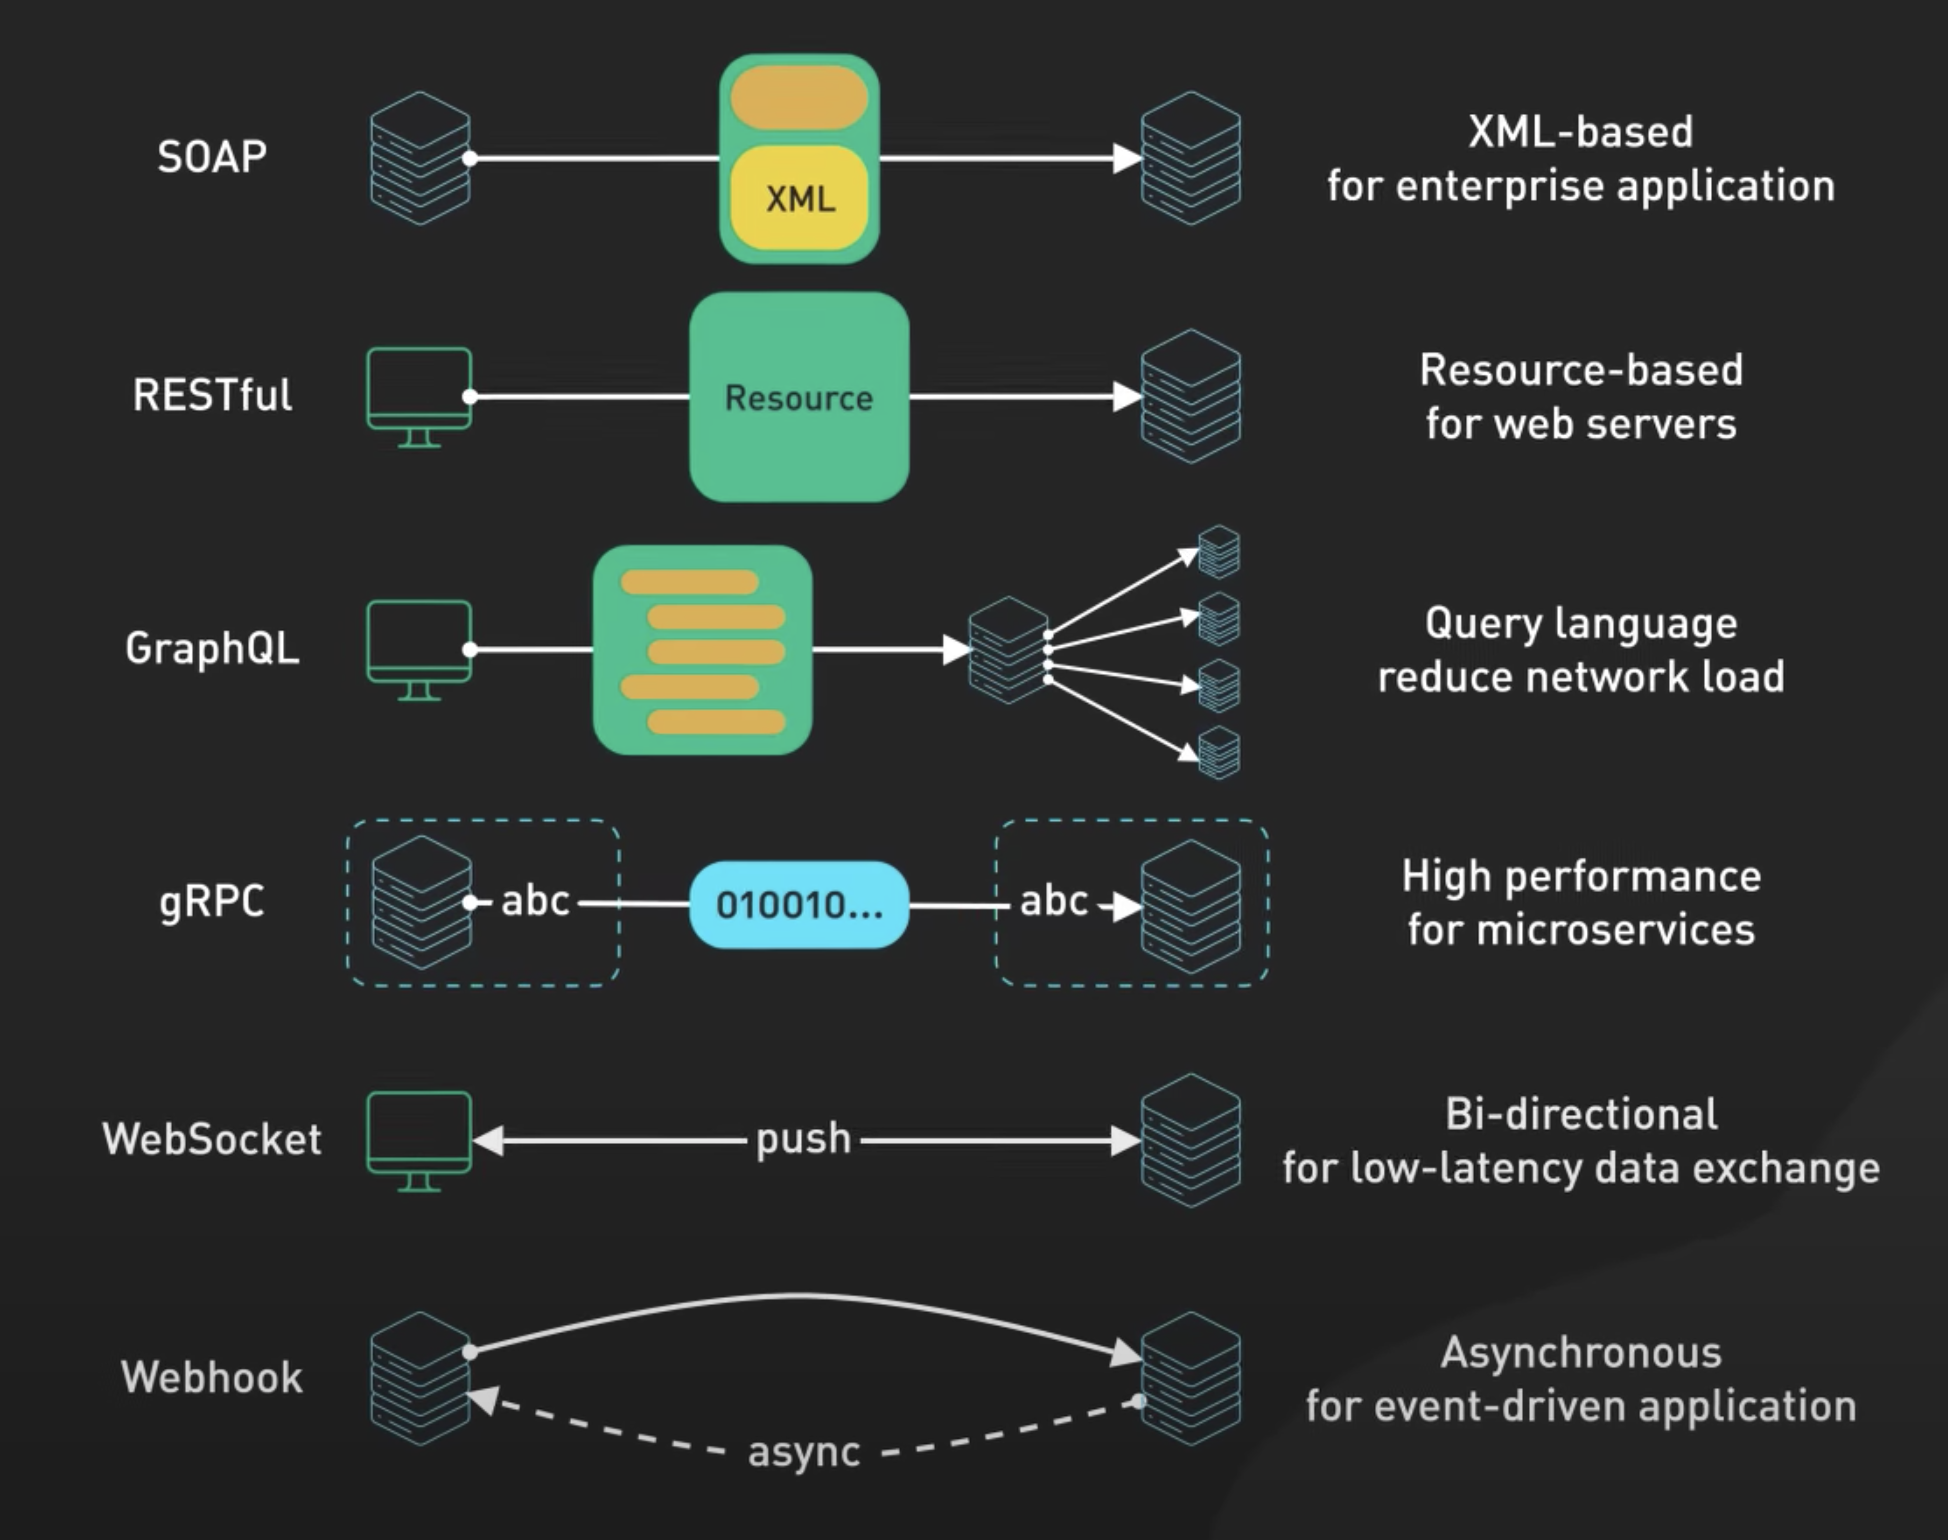 SOAP
XML
XML-based
for enterprise application
RESTful
Resource
Resource-based
for web servers
GraphQL
Query language
reduce network load
gRPC
abc
010010...
abc
High performance
for microservices
WebSocket
push
Bi-directional
for low-latency data exchange
Webhook
async
Asynchronous
for event-driven application